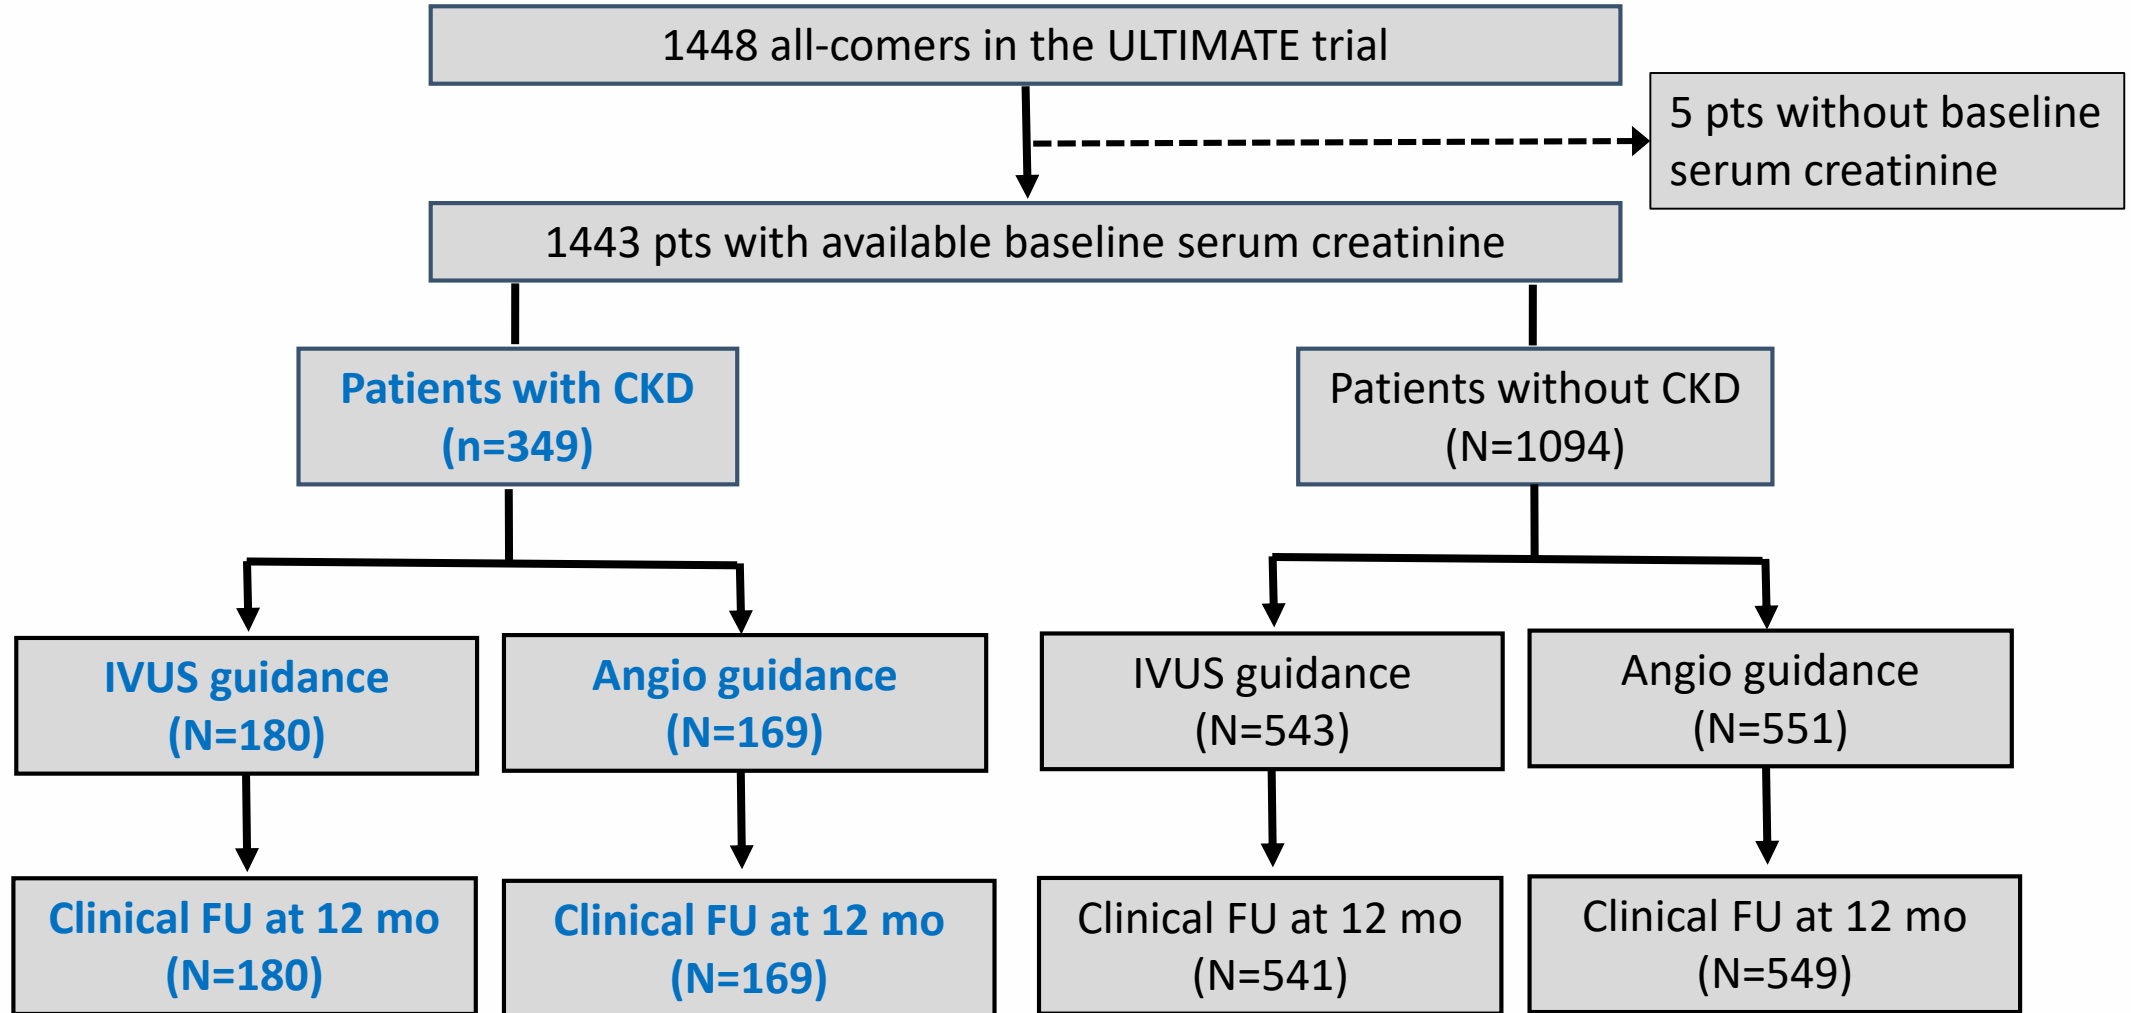 1448 all-comers in the ULTIMATE trial
5 pts without baseline
serum creatinine
1443 pts with available baseline serum creatinine
Patients with CKD
(n=349)
Patients without CKD
(N=1094)
IVUS guidance
(N=180)
Angio guidance
(N=169)
IVUS guidance
(N=543)
Angio guidance
(N=551)
Clinical FU at 12 mo
(N=180)
Clinical FU at 12 mo
(N=169)
Clinical FU at 12 mo
(N=541)
Clinical FU at 12 mo
(N=549)